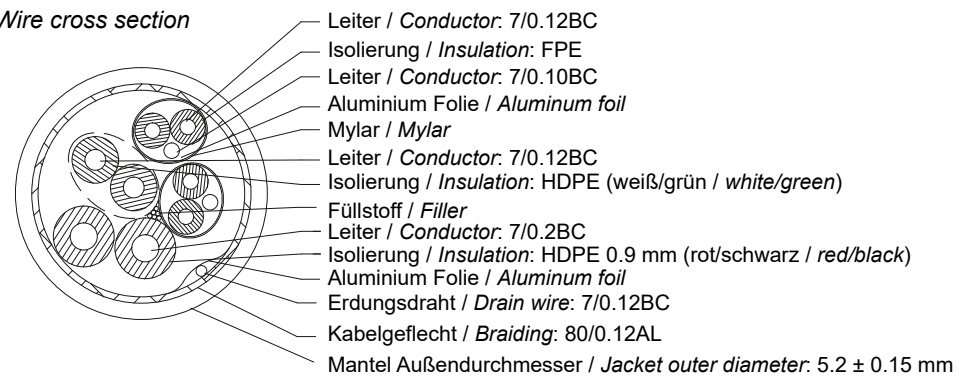 Wire cross section
Leiter / Conductor: 7/0.12BC
Isolierung / Insulation: FPE
Leiter / Conductor: 7/0.10BC
Aluminium Folie / Aluminum foil
Mylar / Mylar
Leiter / Conductor: 7/0.12BC
Isolierung / Insulation: HDPE (weiß/grün / white/green)
Füllstoff / Filler
Leiter / Conductor: 7/0.2BC
Isolierung / Insulation: HDPE 0.9 mm (rot/schwarz / red/black)
Aluminium Folie / Aluminum foil
Erdungsdraht / Drain wire: 7/0.12BC
Kabelgeflecht / Braiding: 80/0.12AL
Mantel Außendurchmesser / Jacket outer diameter: 5.2 ± 0.15 mm